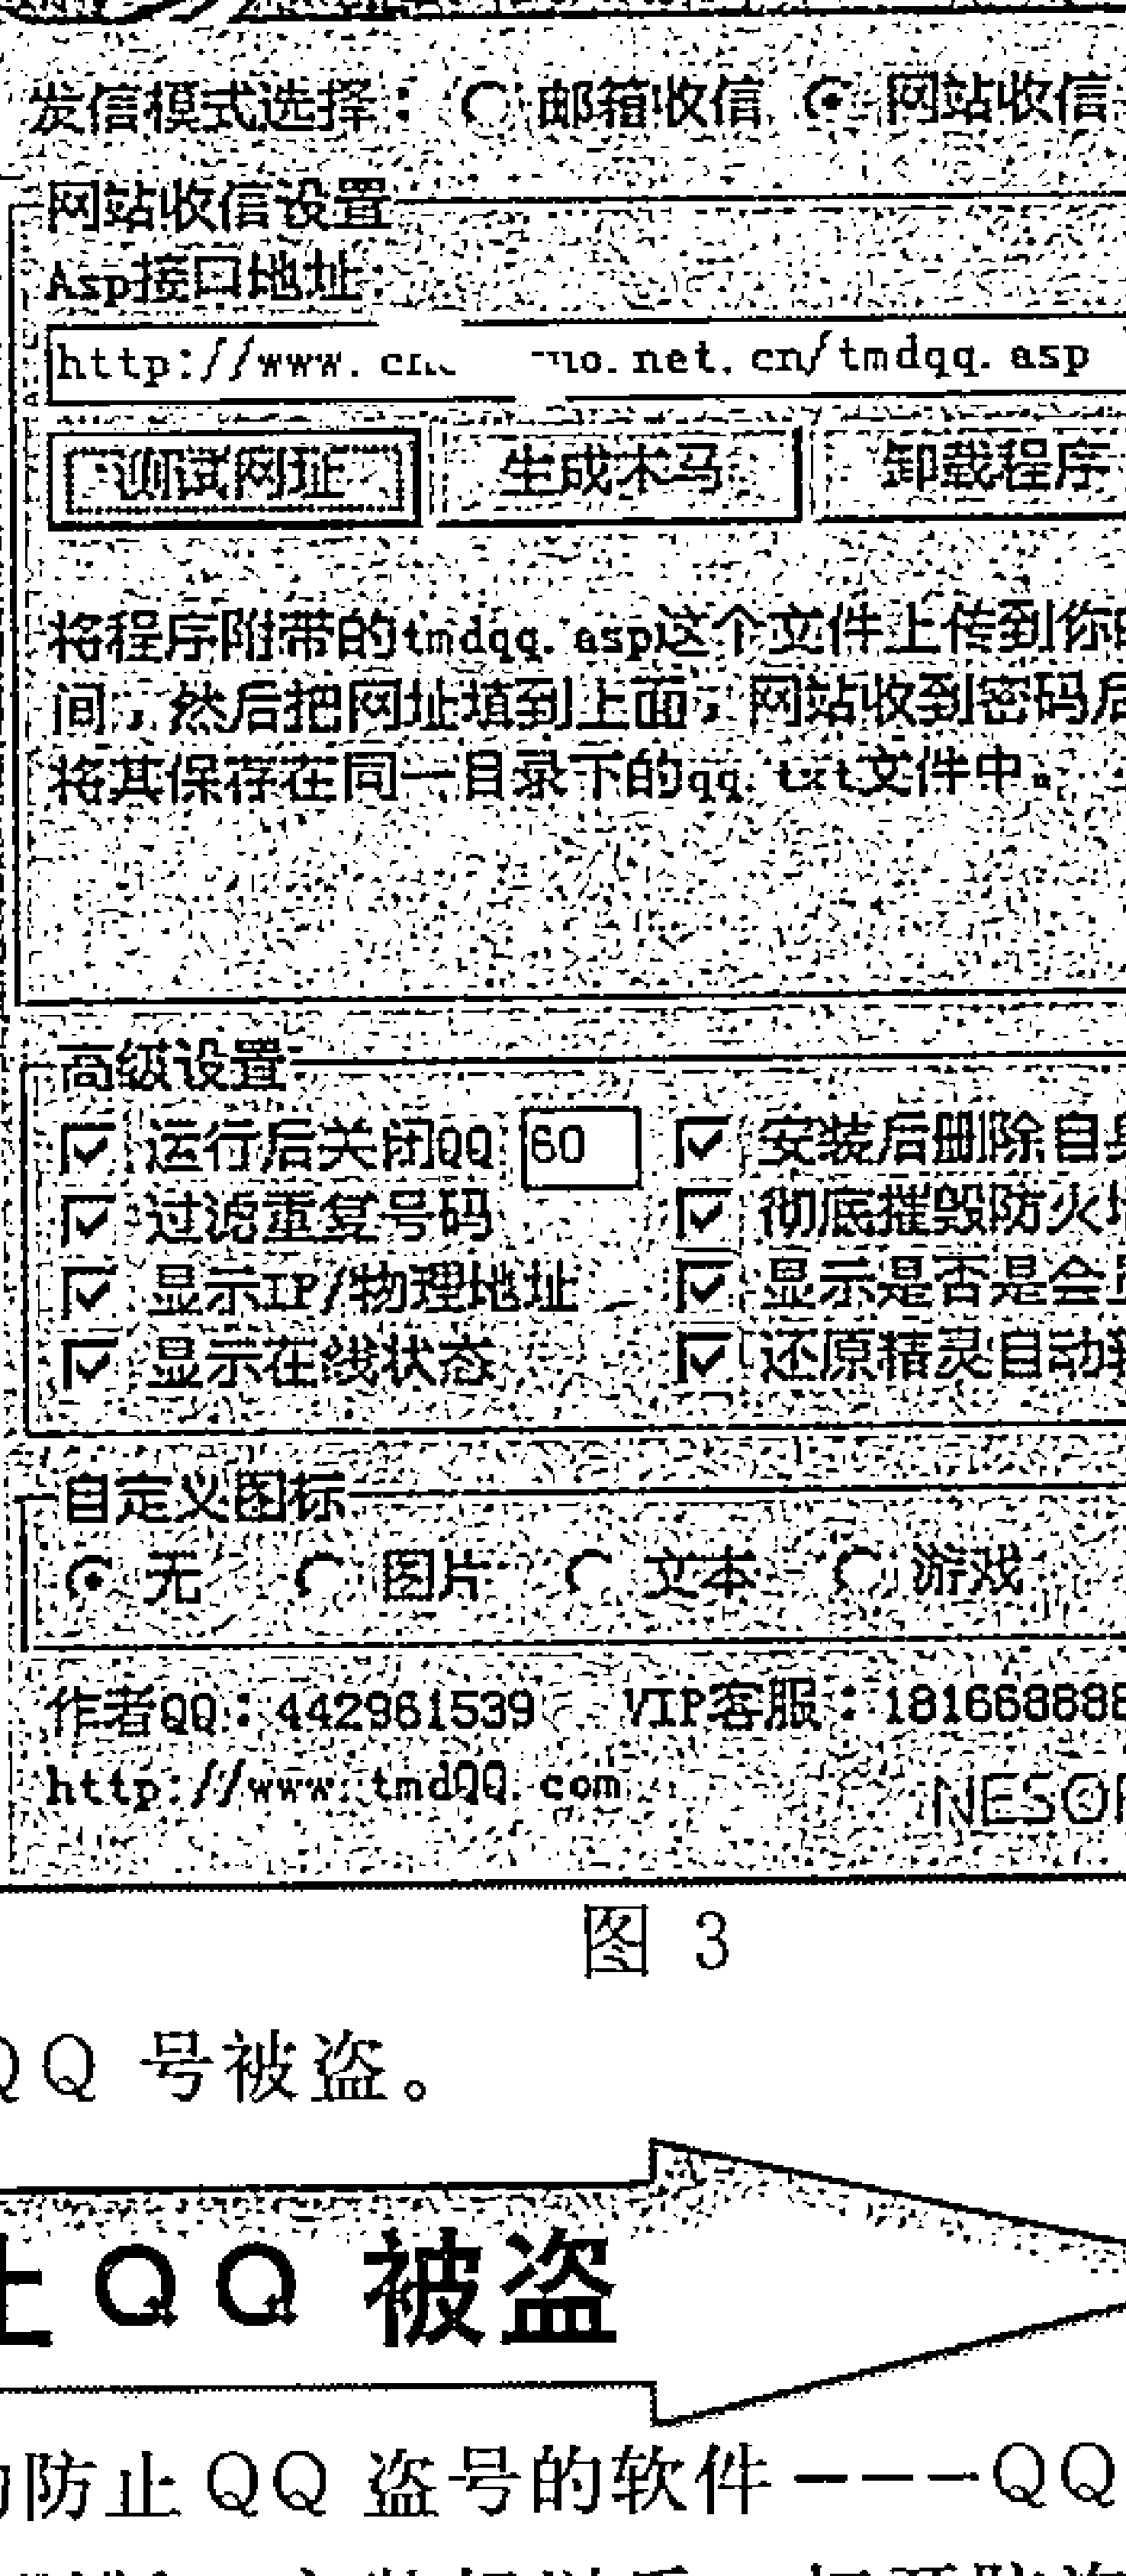 发信模式选择： 邮箱收信 网站收信
网站收信设置
Asp接口地址
http://www.cn no.net.cn/tmdqq.asp
测试网址 生成木马 卸载程序
将程序附带的tmdqq.asp这个文件上传到你的
间，然后把网址填到上面，网站收到密码后
将其保存在同一目录下的qq.txt文件中。
高级设置
运行后关闭QQ 60 安装后删除自身
过滤重复号码 彻底摧毁防火墙
显示IP/物理地址 显示是否是会员
显示在线状态 还原精灵自动转
自定义图标
无 图片 文本 游戏
作者QQ：442961539 VIP客服：181668888
http://www.tmdQQ.com NESO
图 3
QQ 号被盗。
止 QQ 被盗
防止 QQ 盗号的软件---QQ